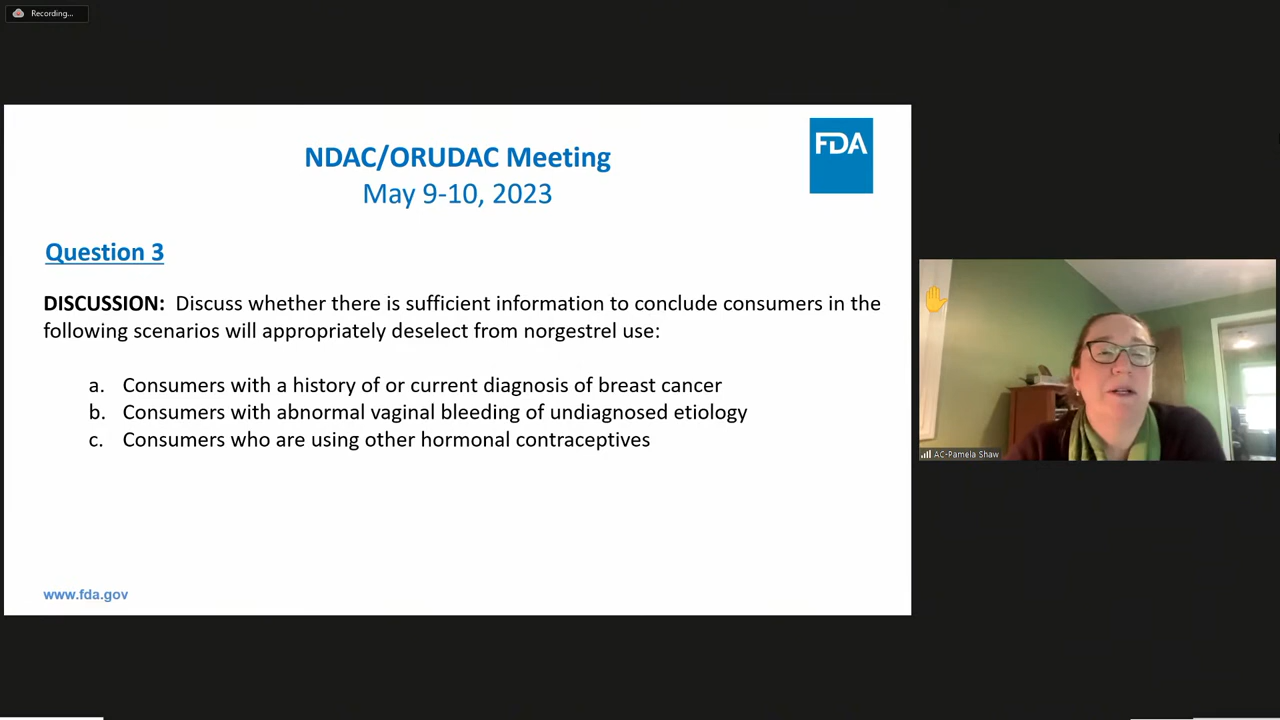 Recording...
NDAC/ORUDAC Meeting
May 9-10, 2023
FDA
Question 3
DISCUSSION: Discuss whether there is sufficient information to conclude consumers in the
following scenarios will appropriately deselect from norgestrel use:
a. Consumers with a history of or current diagnosis of breast cancer
b. Consumers with abnormal vaginal bleeding of undiagnosed etiology
c. Consumers who are using other hormonal contraceptives
www.fda.gov
AC-Pamela Shaw